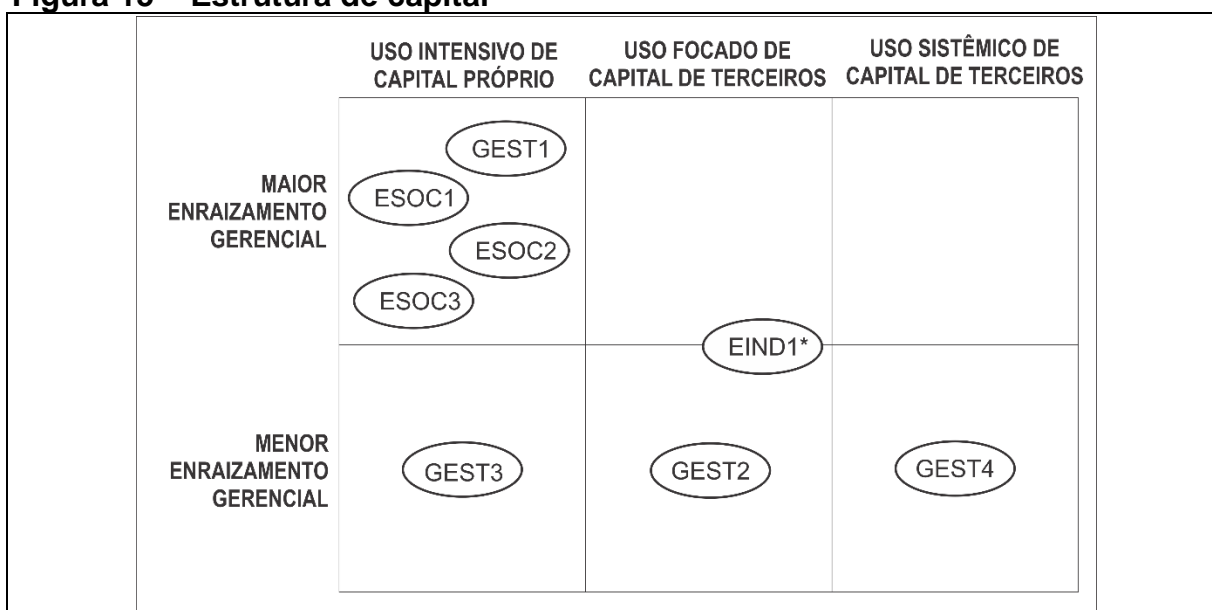 Figura 15 – Estrutura de capital
USO INTENSIVO DE
CAPITAL PRÓPRIO
USO FOCADO DE
CAPITAL DE TERCEIROS
USO SISTÊMICO DE
CAPITAL DE TERCEIROS
MAIOR
ENRAIZAMENTO
GERENCIAL
GEST1
ESOC1
ESOC2
ESOC3
EIND1*
MENOR
ENRAIZAMENTO
GERENCIAL
GEST3
GEST2
GEST4